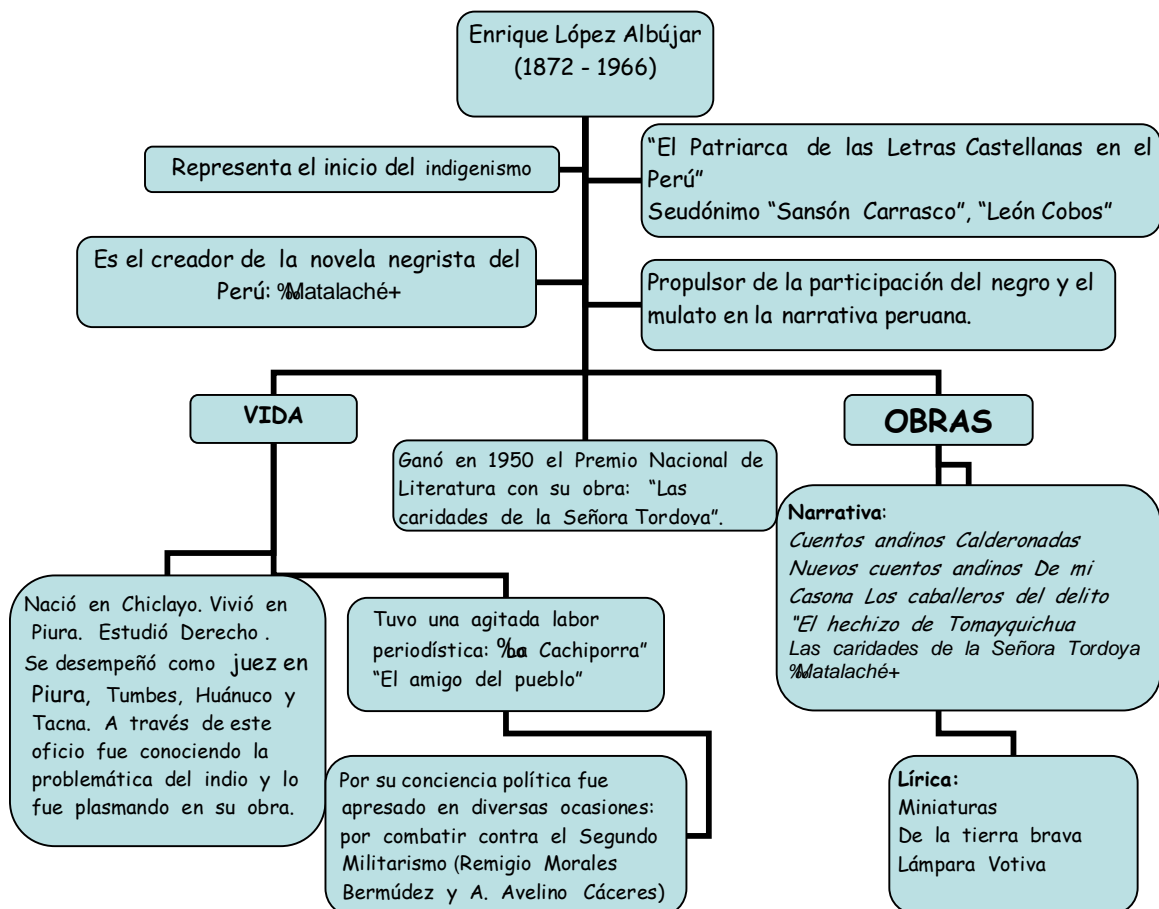 Enrique López Albújar
(1872 - 1966)
Representa el inicio del indigenismo
“El Patriarca de las Letras Castellanas en el
Perú”
Seudónimo “Sansón Carrasco”, “León Cobos”
Es el creador de la novela negrista del
Perú: ‰Matalaché+
Propulsor de la participación del negro y el
mulato en la narrativa peruana.
VIDA
OBRAS
Ganó en 1950 el Premio Nacional de
Literatura con su obra: “Las
caridades de la Señora Tordoya”.
Narrativa:
Cuentos andinos Calderonadas
Nuevos cuentos andinos De mi
Casona Los caballeros del delito
“El hechizo de Tomayquichua
Las caridades de la Señora Tordoya
‰Matalaché+
Nació en Chiclayo. Vivió en
Piura. Estudió Derecho .
Se desempeñó como juez en
Piura, Tumbes, Huánuco y
Tacna. A través de este
oficio fue conociendo la
problemática del indio y lo
fue plasmando en su obra.
Tuvo una agitada labor
periodística: ‰La Cachiporra”
“El amigo del pueblo”
Por su conciencia política fue
apresado en diversas ocasiones:
por combatir contra el Segundo
Militarismo (Remigio Morales
Bermúdez y A. Avelino Cáceres)
Lírica:
Miniaturas
De la tierra brava
Lámpara Votiva